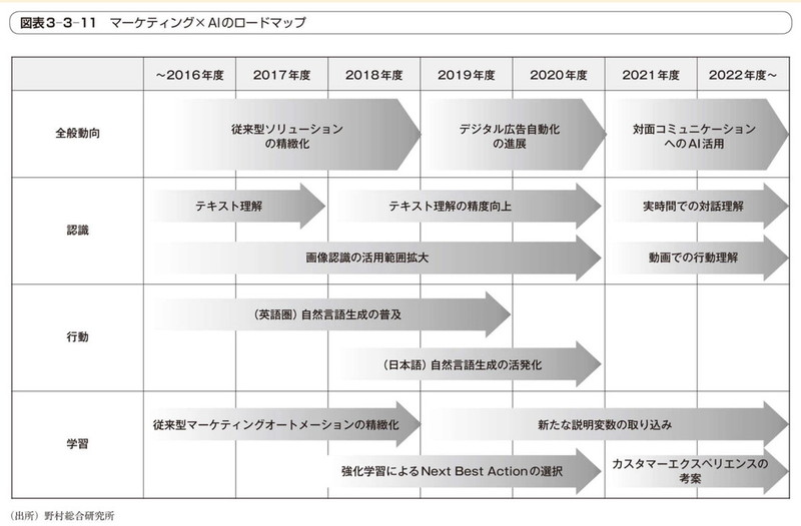 図表3-3-11 マーケティング×AIのロードマップ
～2016年度 2017年度 2018年度 2019年度 2020年度 2021年度 2022年度～
全般動向
従来型ソリューション
の精緻化
デジタル広告自動化
の進展
対面コミュニケーション
へのAI活用
認識
テキスト理解
テキスト理解の精度向上
実時間での対話理解
画像認識の活用範囲拡大
動画での行動理解
行動
（英語圏）自然言語生成の普及
（日本語）自然言語生成の活発化
学習
従来型マーケティングオートメーションの精緻化
新たな説明変数の取り込み
強化学習によるNext Best Actionの選択
カスタマーエクスペリエンスの
考案
（出所）野村総合研究所